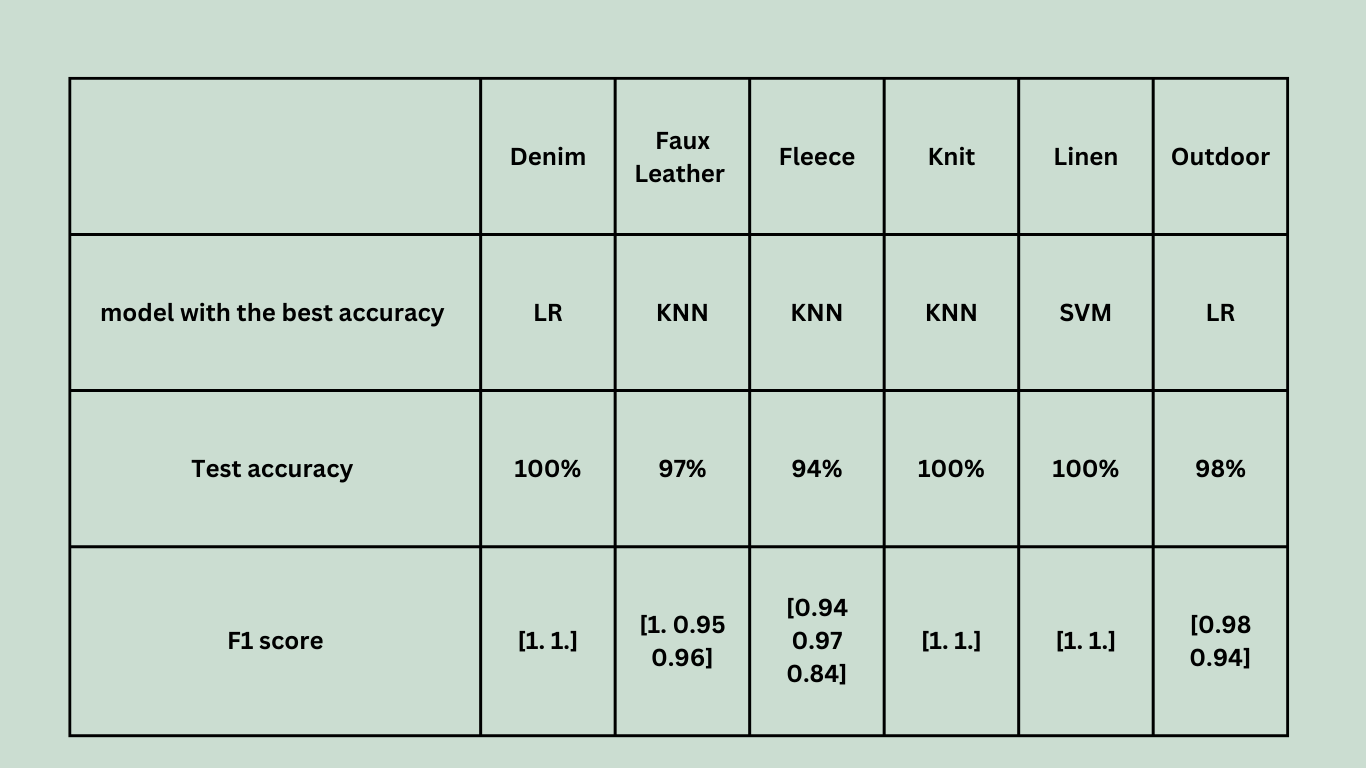 Denim
Faux
Leather
Fleece
Knit
Linen
Outdoor
model with the best accuracy
LR
KNN
KNN
KNN
SVM
LR
Test accuracy
100%
97%
94%
100%
100%
98%
F1 score
[1. 1.]
[1. 0.95
0.96]
[0.94
0.97
0.84]
[1. 1.]
[1. 1.]
[0.98
0.94]